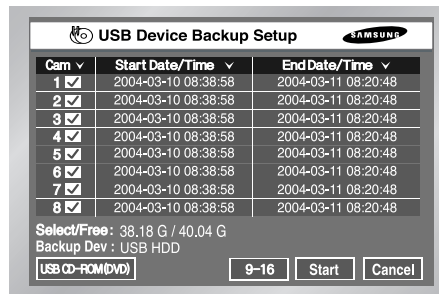 USB Device Backup Setup SAMSUNG
Cam Start Date/Time End Date/Time
1 2004-03-10 08:38:58 2004-03-11 08:20:48
2 2004-03-10 08:38:58 2004-03-11 08:20:48
3 2004-03-10 08:38:58 2004-03-11 08:20:48
4 2004-03-10 08:38:58 2004-03-11 08:20:48
5 2004-03-10 08:38:58 2004-03-11 08:20:48
6 2004-03-10 08:38:58 2004-03-11 08:20:48
7 2004-03-10 08:38:58 2004-03-11 08:20:48
8 2004-03-10 08:38:58 2004-03-11 08:20:48
Select/Free: 38.18 G / 40.04 G
Backup Dev : USB HDD
USB CD-ROM(DVD) 9-16 Start Cancel